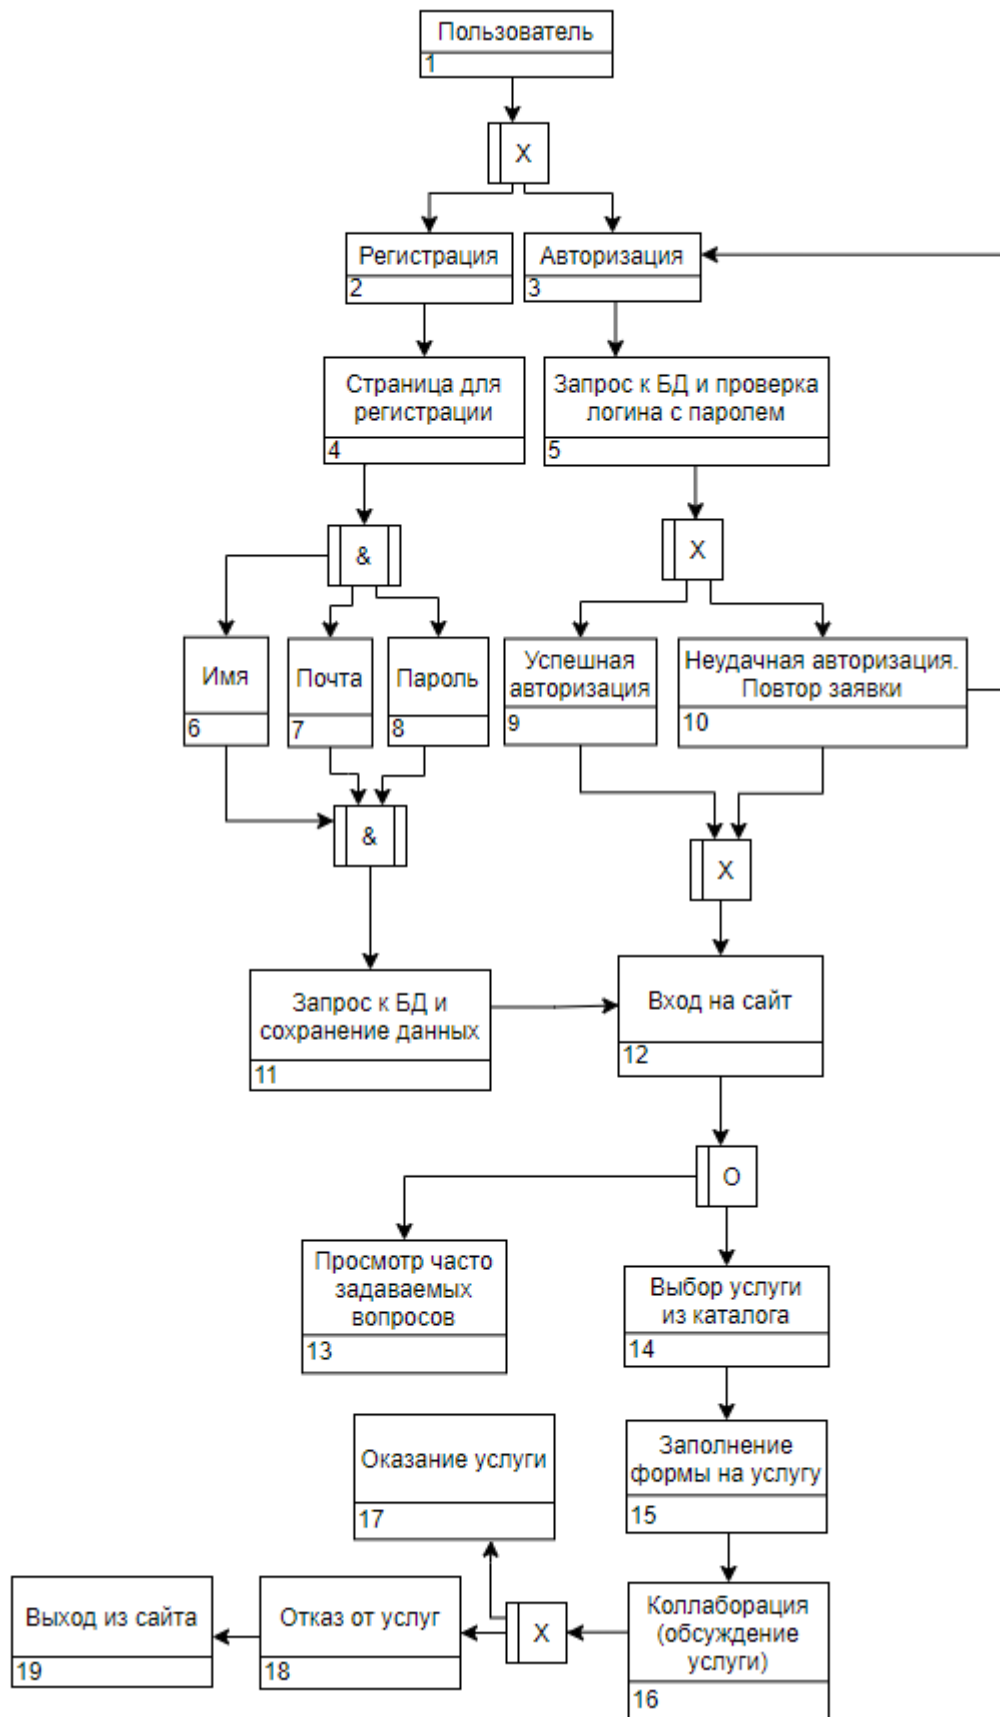 Пользователь
1
X
Регистрация
2
Авторизация
3
Страница для
регистрации
4
Запрос к БД и проверка
логина с паролем
5
&
X
Имя
6
Почта
7
Пароль
8
Успешная
авторизация
9
Неудачная авторизация.
Повтор заявки
10
&
X
Запрос к БД и
сохранение данных
11
Вход на сайт
12
O
Просмотр часто
задаваемых
вопросов
13
Выбор услуги
из каталога
14
Оказание услуги
17
Заполнение
формы на услугу
15
Выход из сайта
19
Отказ от услуг
18
X
Коллаборация
(обсуждение
услуги)
16